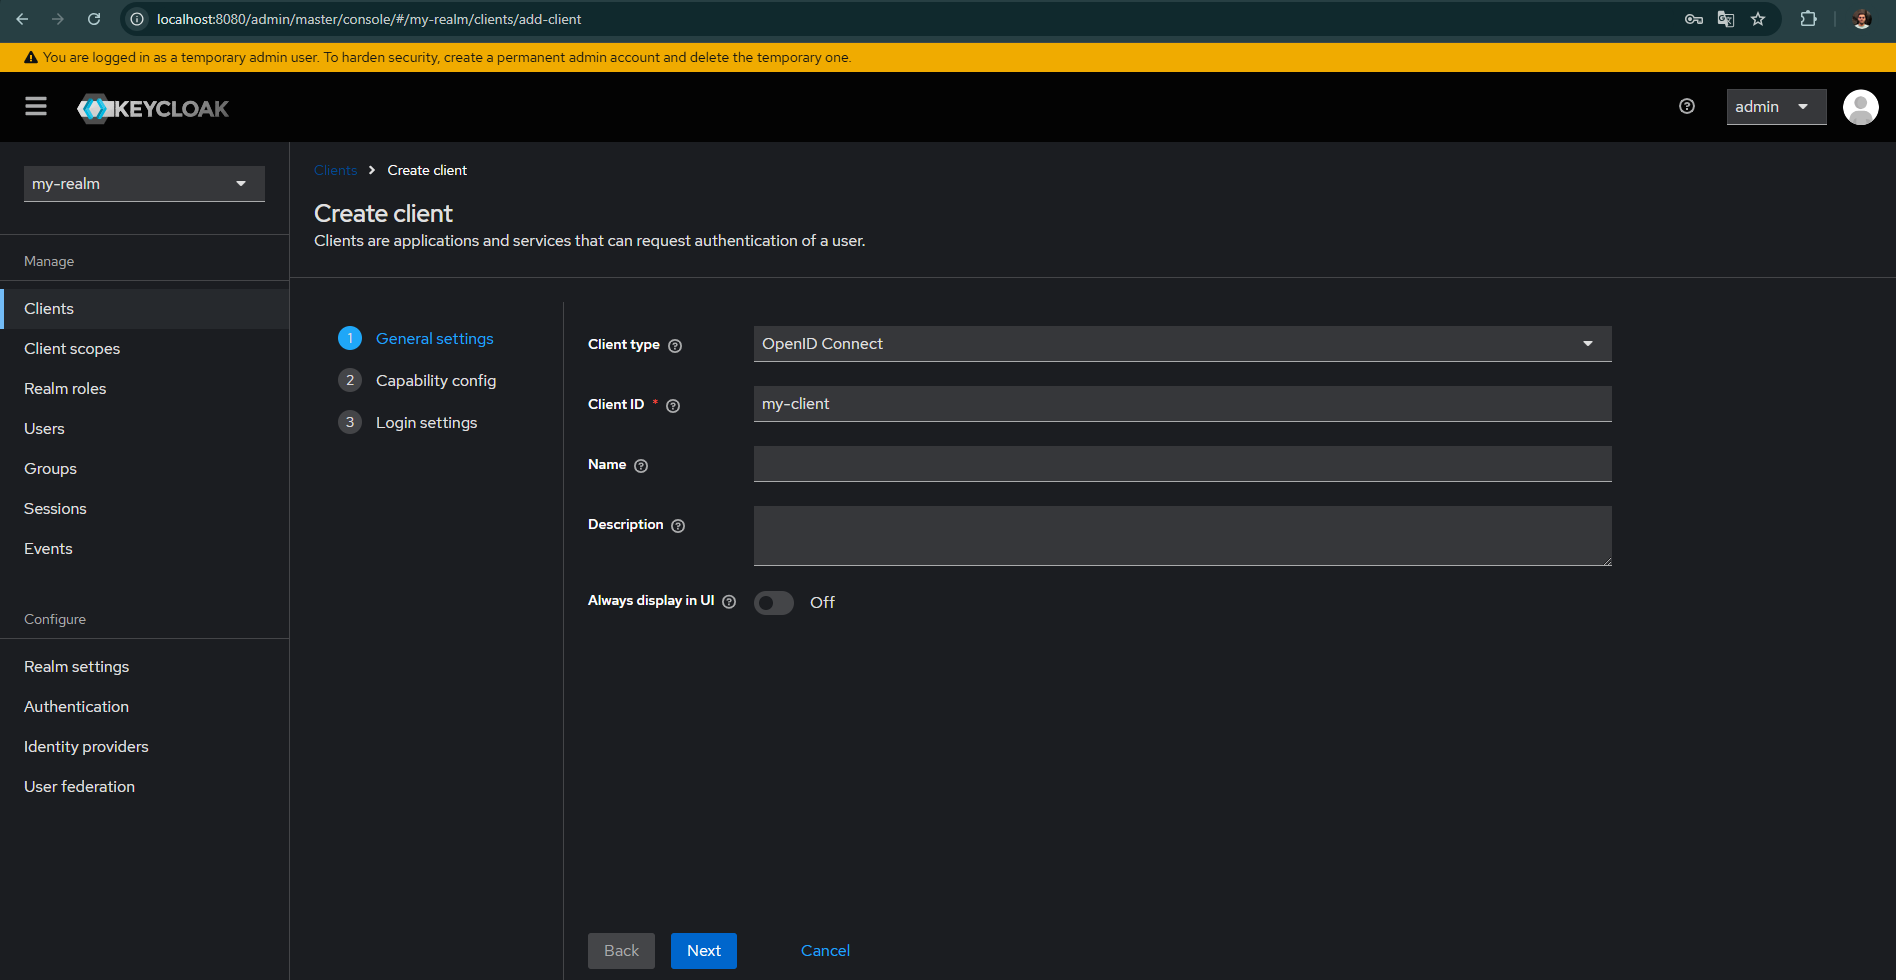 localhost:8080/admin/master/console/#/my-realm/clients/add-client
You are logged in as a temporary admin user. To harden security, create a permanent admin account and delete the temporary one.
KEYCLOAK
admin
my-realm
Manage
Clients
Client scopes
Realm roles
Users
Groups
Sessions
Events
Configure
Realm settings
Authentication
Identity providers
User federation
Clients > Create client
Create client
Clients are applications and services that can request authentication of a user.
1 General settings
2 Capability config
3 Login settings
Client type OpenID Connect
Client ID * my-client
Name
Description
Always display in UI Off
Back Next Cancel